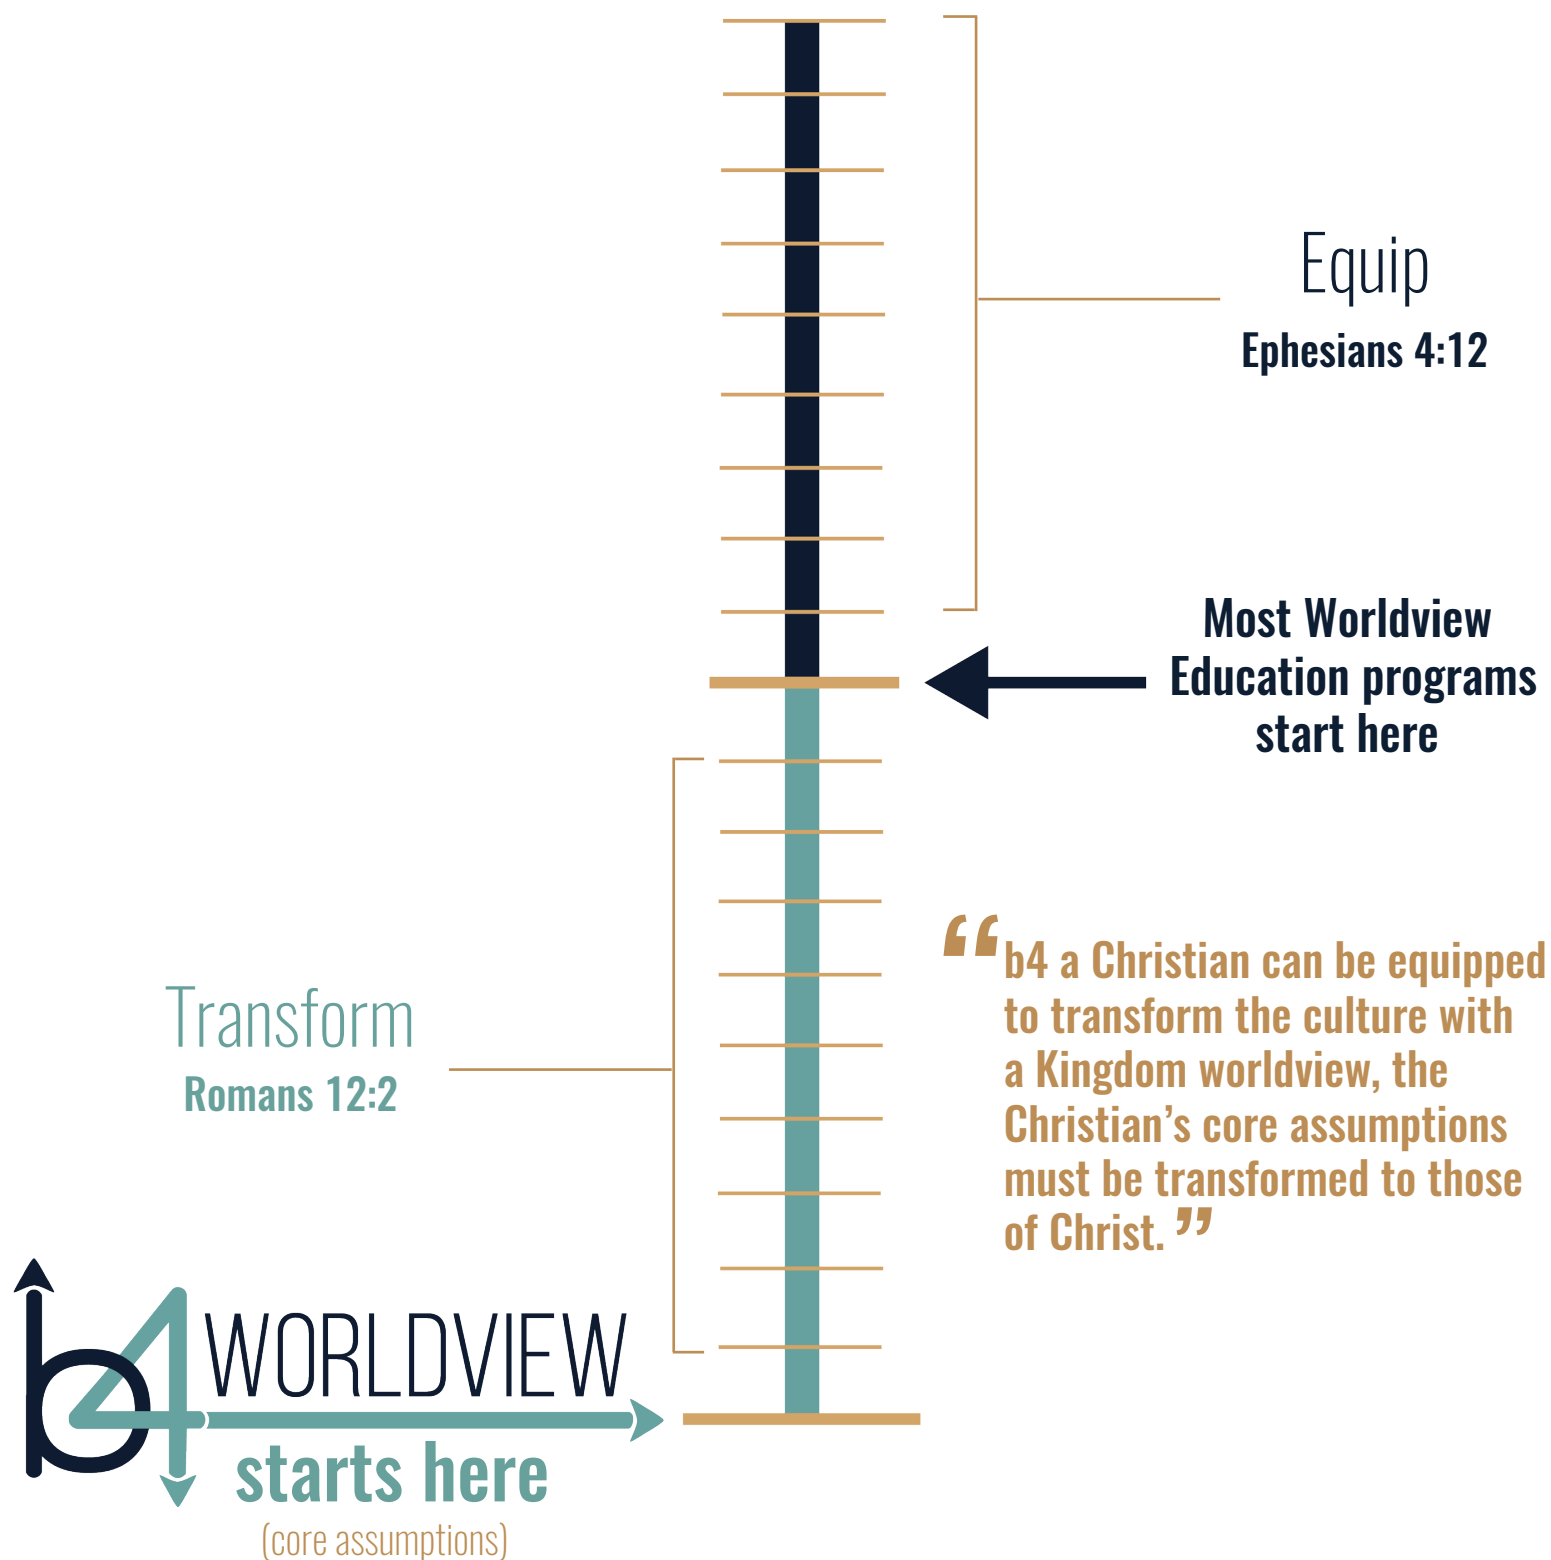 Equip
Ephesians 4:12
Most Worldview
Education programs
start here
Transform
Romans 12:2
“b4 a Christian can be equipped
to transform the culture with
a Kingdom worldview, the
Christian’s core assumptions
must be transformed to those
of Christ.”
b4 WORLDVIEW
starts here
(core assumptions)